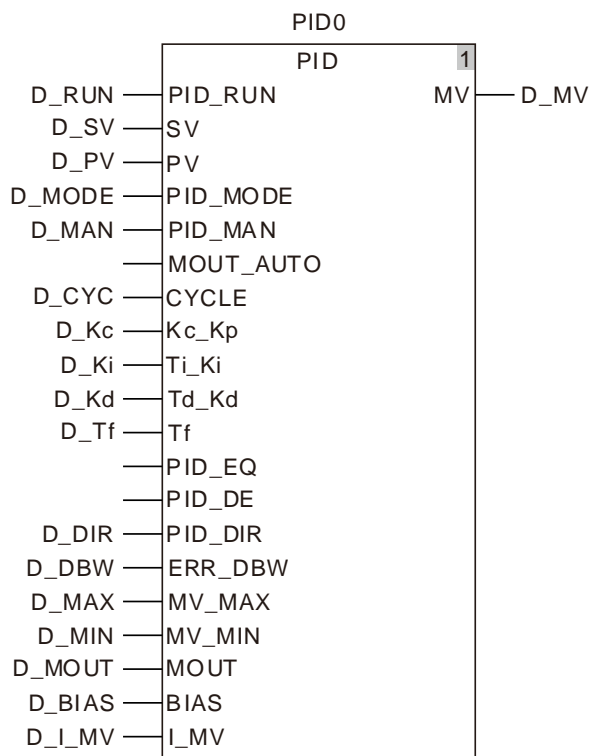 PID0
PID 1
D_RUN PID_RUN MV D_MV
D_SV SV
D_PV PV
D_MODE PID_MODE
D_MAN PID_MAN
MOUT_AUTO
D_CYC CYCLE
D_Kc Kc_Kp
D_Ki Ti_Ki
D_Kd Td_Kd
D_Tf Tf
PID_EQ
PID_DE
D_DIR PID_DIR
D_DBW ERR_DBW
D_MAX MV_MAX
D_MIN MV_MIN
D_MOUT MOUT
D_BIAS BIAS
D_I_MV I_MV